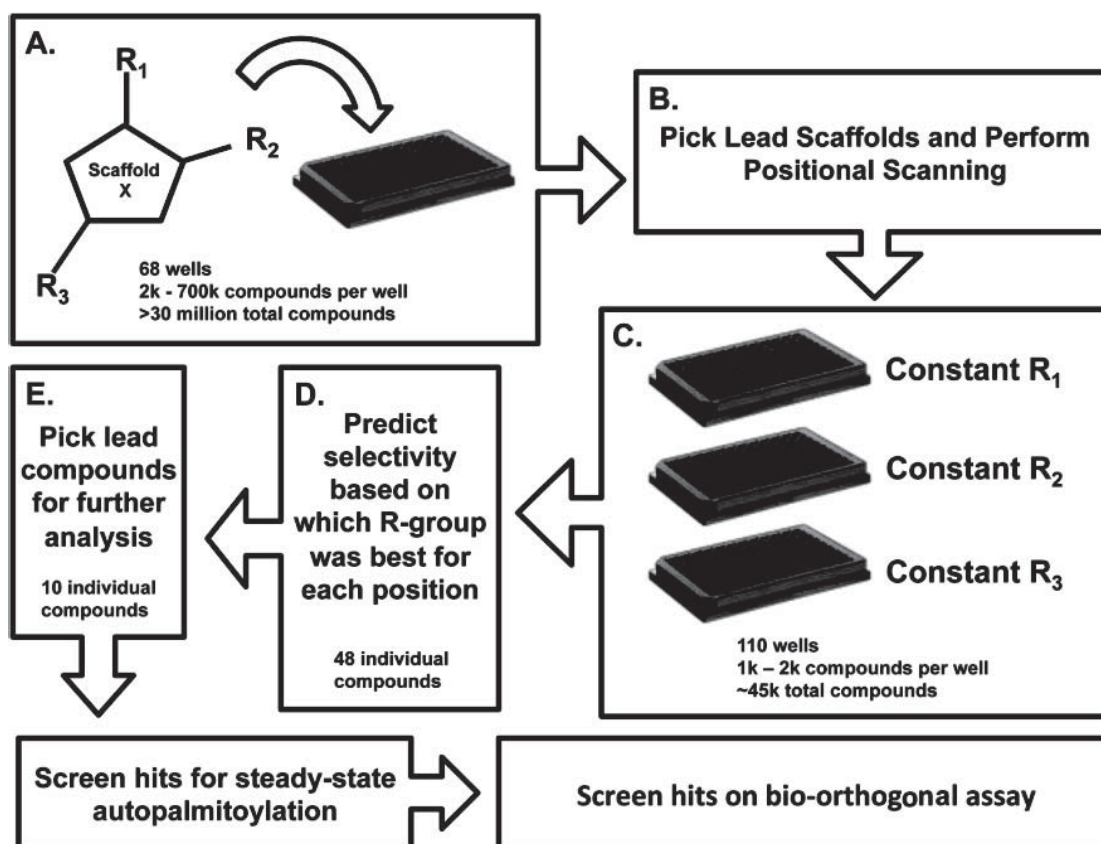 A.
R₁
R₂
Scaffold
X
R₃
68 wells
2k - 700k compounds per well
>30 million total compounds
B.
Pick Lead Scaffolds and Perform
Positional Scanning
C.
Constant R₁
Constant R₂
Constant R₃
110 wells
1k – 2k compounds per well
~45k total compounds
D.
Predict
selectivity
based on
which R-group
was best for
each position
48 individual
compounds
E.
Pick lead
compounds
for further
analysis
10 individual
compounds
Screen hits for steady-state
autopalmitoylation
Screen hits on bio-orthogonal assay